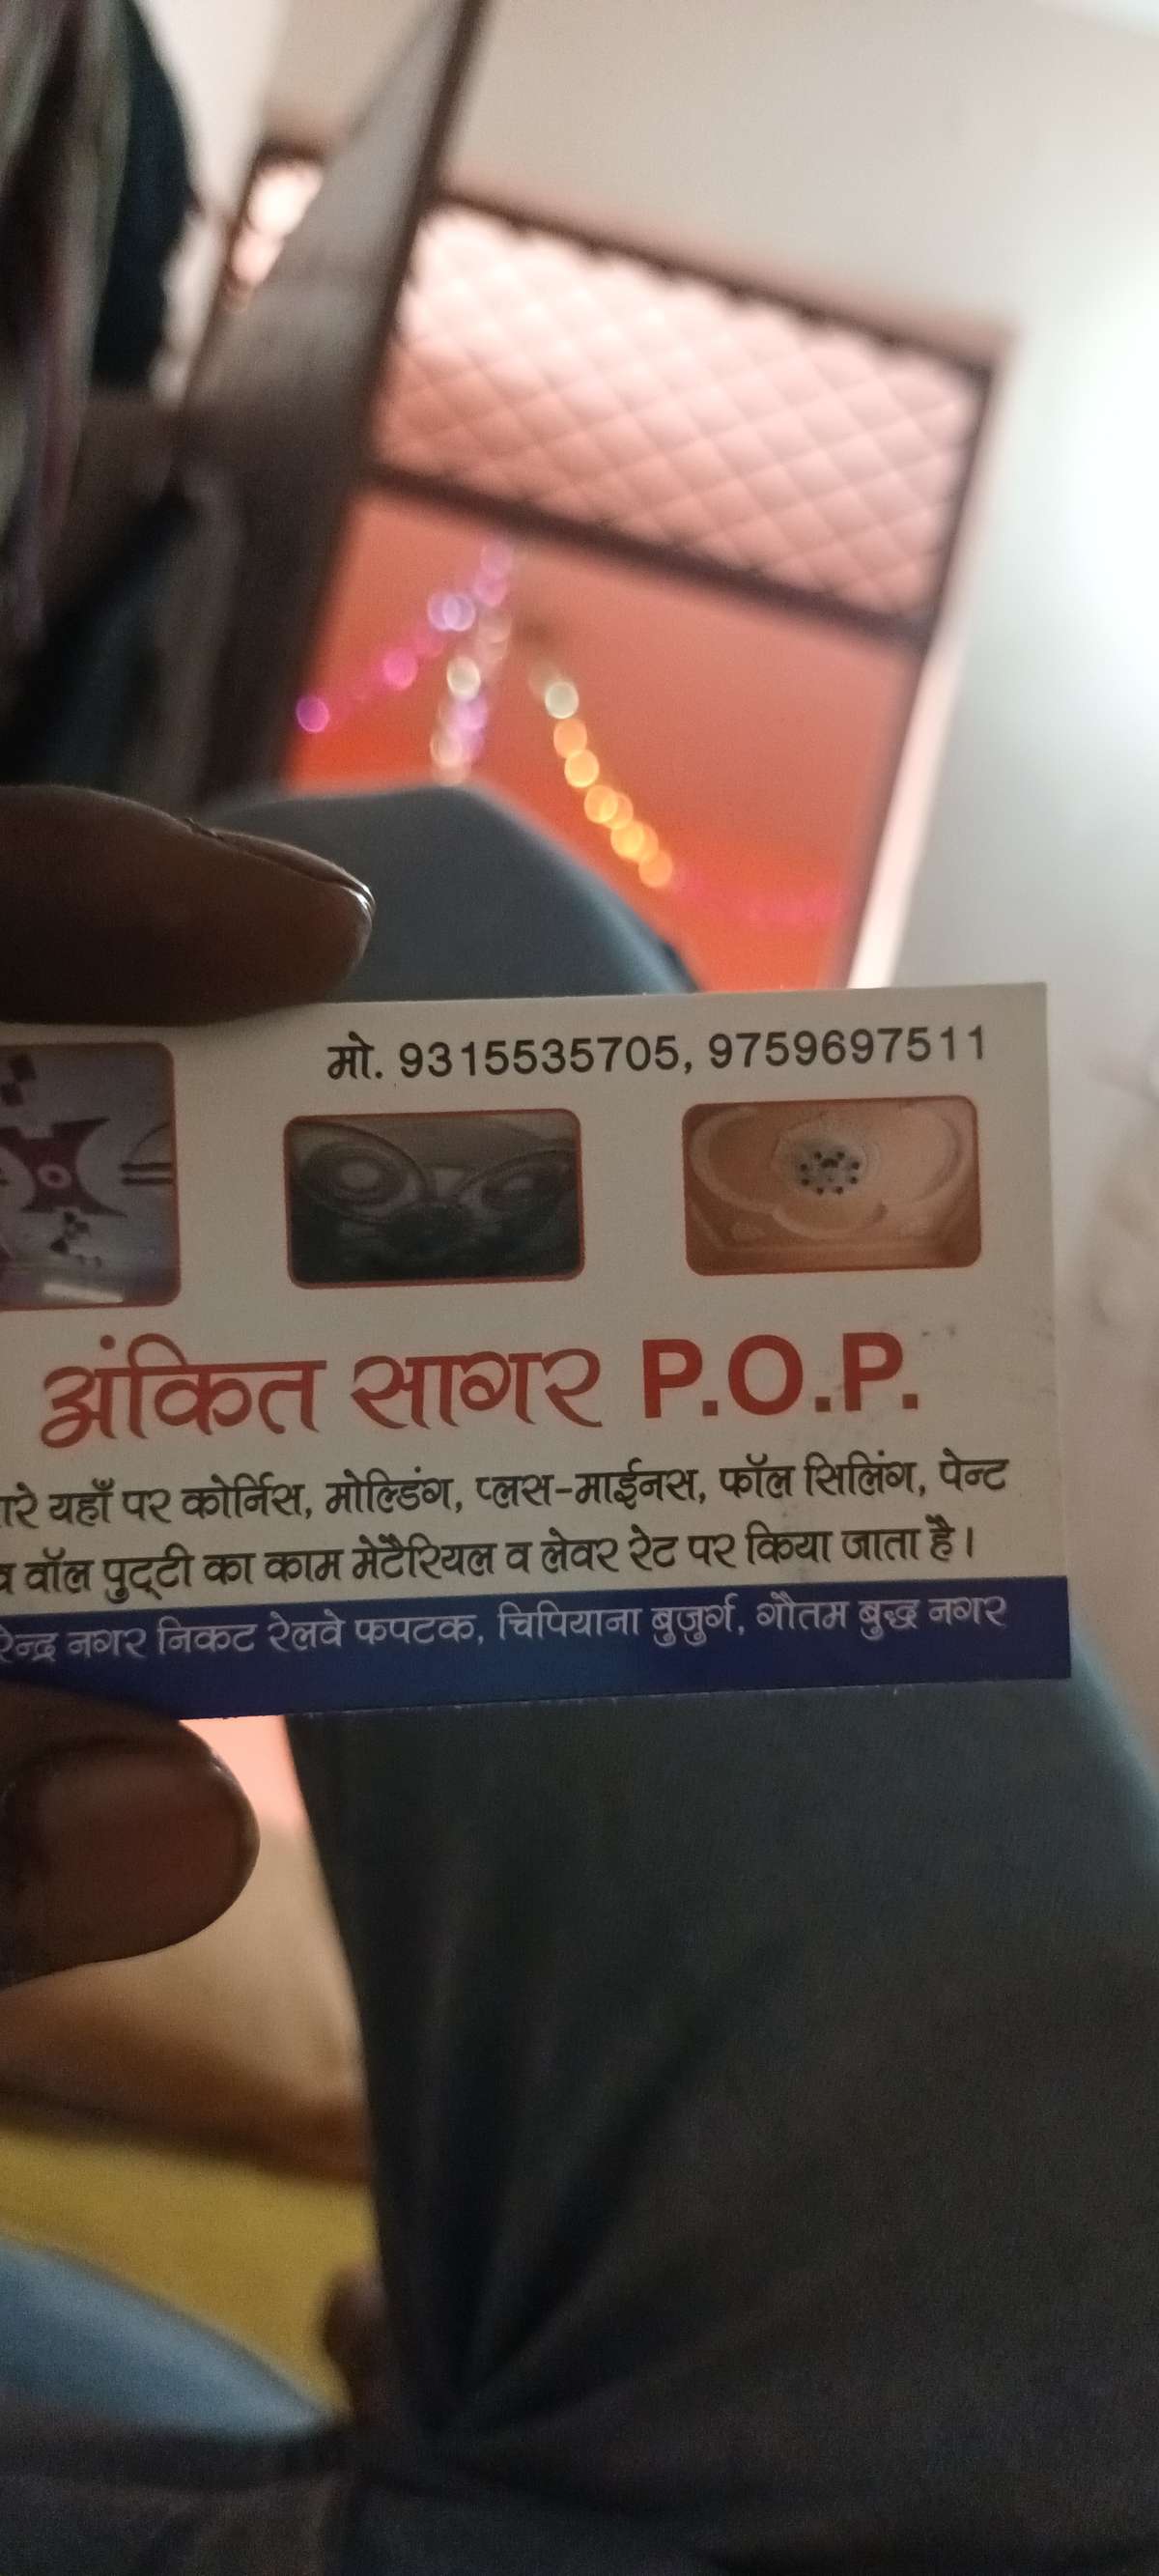 मो. 9315535705, 9759697511
अंकित सागर P.O.P.
यहाँ पर कोर्निस, मोल्डिंग, प्लस-माईनस, फॉल सिलिंग, पेन्ट
वॉल पुट्टी का काम मेटैरियल व लेवर रेट पर किया जाता है।
नगर निकट रेलवे फपटक, चिपियाना बुजुर्ग, गौतम बुद्ध नगर